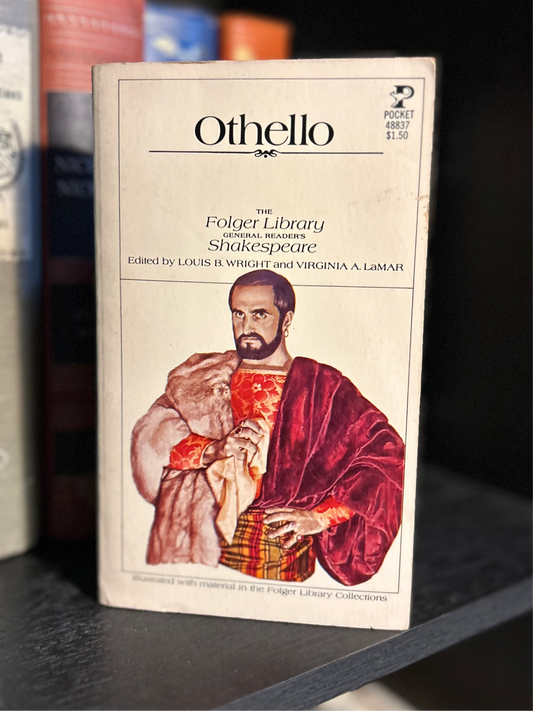 Othello
POCKET
48837
$1.50
THE
Folger Library
GENERAL READER'S
Shakespeare
Edited by LOUIS B. WRIGHT and VIRGINIA A. LaMAR
Illustrated with material in the Folger Library Collections